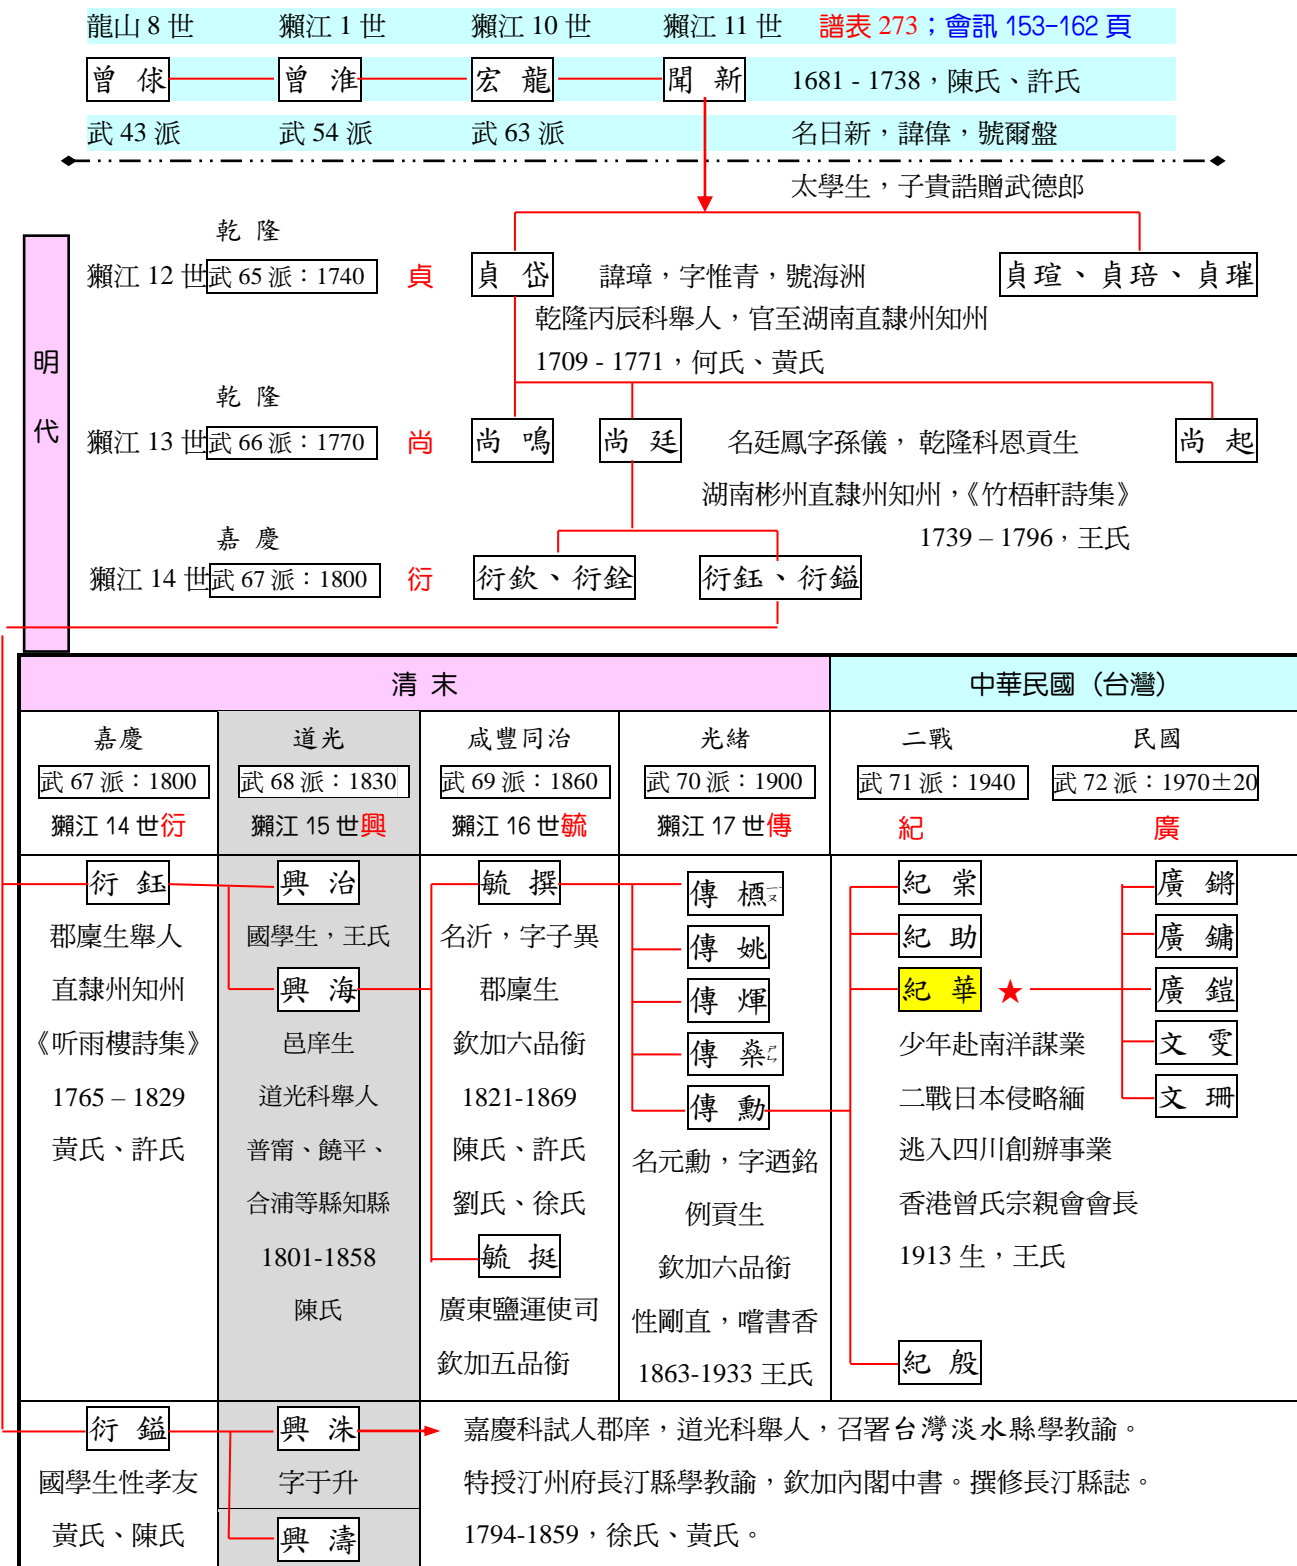 龍山 8 世 獺江 1 世 獺江 10 世 獺江 11 世 譜表 273；會訊 153-162 頁
曾 俅 曾 淮 宏 龍 聞 新 1681 - 1738，陳氏、許氏
武 43 派 武 54 派 武 63 派 名日新，諱偉，號爾盤
太學生，子貴誥贈武德郎
乾 隆
獺江 12 世 武 65 派：1740 貞 貞 岱 諱璋，字惟青，號海洲 貞瑄、貞琣、貞璀
乾隆丙辰科舉人，官至湖南直隸州知州
1709 - 1771，何氏、黃氏
明代
乾 隆
獺江 13 世 武 66 派：1770 尚 尚 鳴 尚 廷 名廷鳳字孫儀， 乾隆科恩貢生 尚 起
湖南彬州直隸州知州，《竹梧軒詩集》
1739 – 1796，王氏
嘉 慶
獺江 14 世 武 67 派：1800 衍 衍欽、衍銓 衍鈺、衍鎰
清 末 中華民國（台灣）
嘉慶 道光 咸豐同治 光緒 二戰 民國
武 67 派：1800 武 68 派：1830 武 69 派：1860 武 70 派：1900 武 71 派：1940 武 72 派：1970±20
獺江 14 世衍 獺江 15 世興 獺江 16 世毓 獺江 17 世傳 紀 廣
衍 鈺
郡廩生舉人
直隸州知州
《听雨樓詩集》
1765 – 1829
黃氏、許氏
興 治
國學生，王氏
興 海
邑庠生
道光科舉人
普甯、饒平、
合浦等縣知縣
1801-1858
陳氏
毓 撰
名沂，字子異
郡廩生
欽加六品銜
1821-1869
陳氏、許氏
劉氏、徐氏
毓 挺
廣東鹽運使司
欽加五品銜
傳 槱ㄧㄡ
傳 姚
傳 煇
傳 燊ㄕㄣ
傳 勳
名元勳，字迺銘
例貢生
欽加六品銜
性剛直，嗜書香
1863-1933 王氏
紀 棠
紀 助
紀 華 ★
少年赴南洋謀業
二戰日本侵略緬
逃入四川創辦事業
香港曾氏宗親會會長
1913 生，王氏
紀 殷
廣 鏘
廣 鏞
廣 鎧
文 雯
文 珊
衍 鎰
國學生性孝友
黃氏、陳氏
興 洙
字于升
興 濤
嘉慶科試人郡庠，道光科舉人，召署台灣淡水縣學教諭。
特授汀州府長汀縣學教諭，欽加內閣中書。撰修長汀縣誌。
1794-1859，徐氏、黃氏。